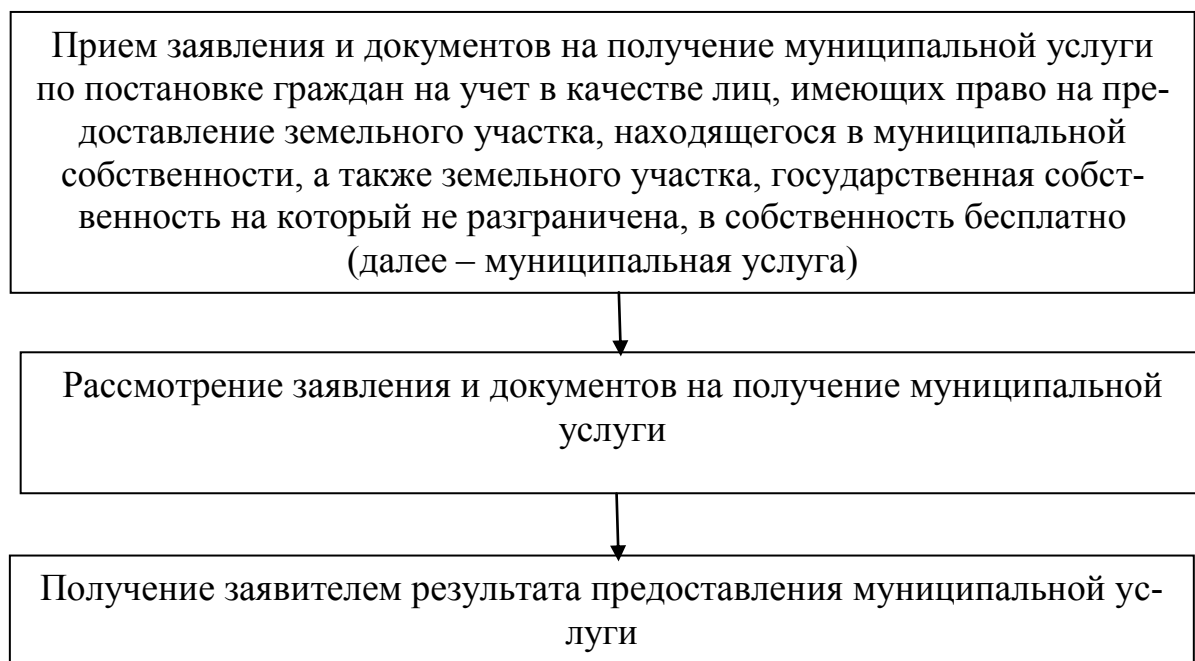 Прием заявления и документов на получение муниципальной услуги
по постановке граждан на учет в качестве лиц, имеющих право на пре-
доставление земельного участка, находящегося в муниципальной
собственности, а также земельного участка, государственная собст-
венность на который не разграничена, в собственность бесплатно
(далее – муниципальная услуга)
Рассмотрение заявления и документов на получение муниципальной
услуги
Получение заявителем результата предоставления муниципальной ус-
луги